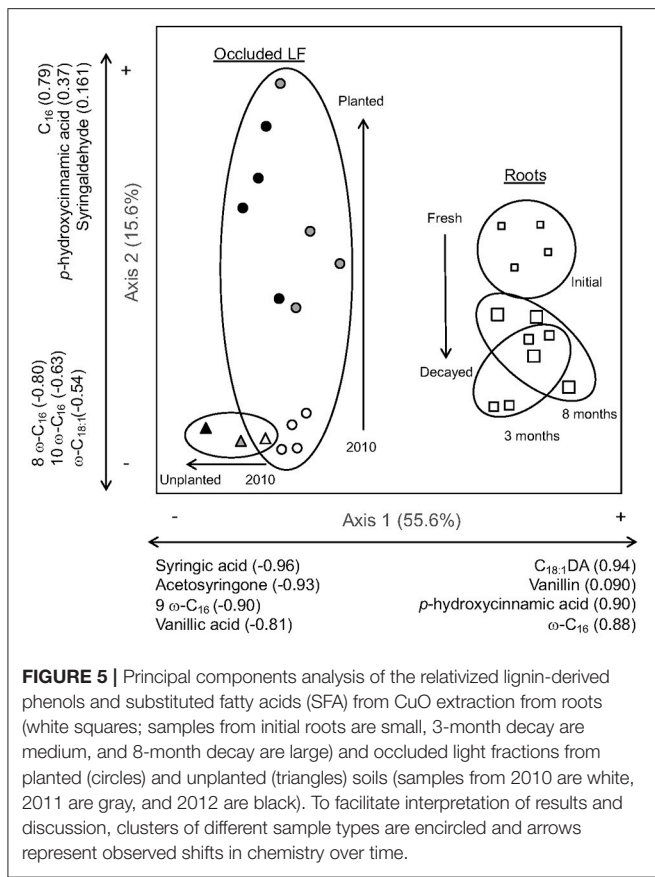 Occluded LF
Planted
Roots
Fresh
Initial
Decayed
8 months
3 months
Unplanted
2010
2010
+
-
Axis 2 (15.6%)
C16 (0.79)
p-hydroxycinnamic acid (0.37)
Syringaldehyde (0.161)
8 ω-C16 (-0.80)
10 ω-C16 (-0.63)
ω-C18:1(-0.54)
-
Axis 1 (55.6%)
+
Syringic acid (-0.96)
Acetosyringone (-0.93)
9 ω-C16 (-0.90)
Vanillic acid (-0.81)
C18:1DA (0.94)
Vanillin (0.090)
p-hydroxycinnamic acid (0.90)
ω-C16 (0.88)
FIGURE 5 | Principal components analysis of the relativized lignin-derived
phenols and substituted fatty acids (SFA) from CuO extraction from roots
(white squares; samples from initial roots are small, 3-month decay are
medium, and 8-month decay are large) and occluded light fractions from
planted (circles) and unplanted (triangles) soils (samples from 2010 are white,
2011 are gray, and 2012 are black). To facilitate interpretation of results and
discussion, clusters of different sample types are encircled and arrows
represent observed shifts in chemistry over time.